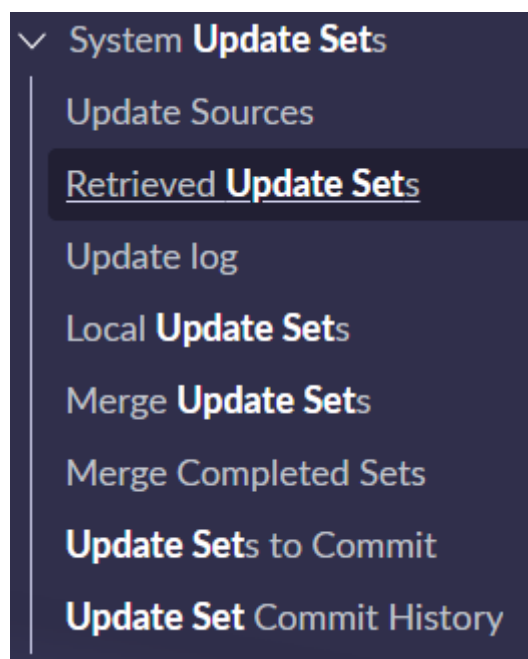 System Update Sets
Update Sources
Retrieved Update Sets
Update log
Local Update Sets
Merge Update Sets
Merge Completed Sets
Update Sets to Commit
Update Set Commit History